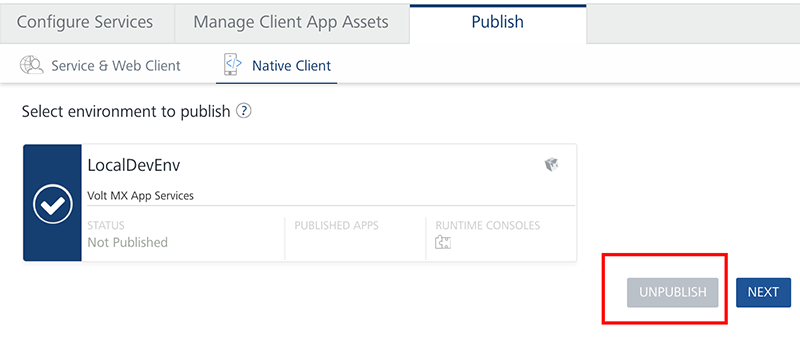 Configure Services Manage Client App Assets Publish
Service & Web Client Native Client
Select environment to publish ?
LocalDevEnv
Volt MX App Services
STATUS PUBLISHED APPS RUNTIME CONSOLES
Not Published
UNPUBLISH NEXT